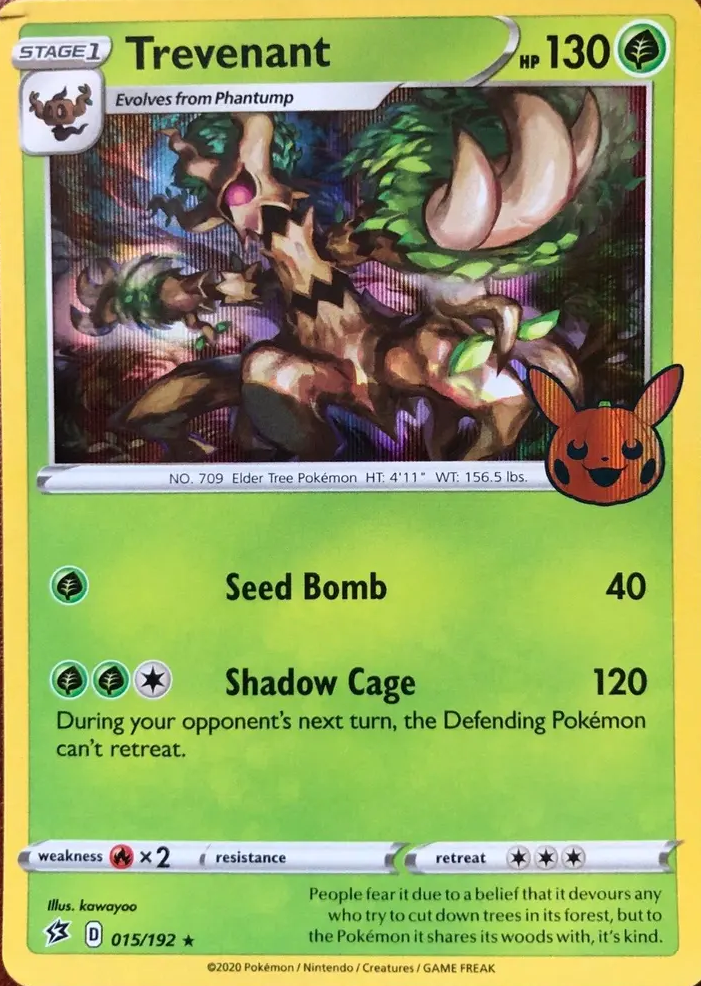 STAGE 1
Trevenant
HP 130
Evolves from Phantump
NO. 709 Elder Tree Pokémon HT: 4'11" WT: 156.5 lbs.
Seed Bomb 40
Shadow Cage 120
During your opponent's next turn, the Defending Pokémon
can't retreat.
weakness ×2 resistance retreat
Illus. kawayoo
People fear it due to a belief that it devours any
who try to cut down trees in its forest, but to
the Pokémon it shares its woods with, it's kind.
D 015/192 ★
©2020 Pokémon / Nintendo / Creatures / GAME FREAK